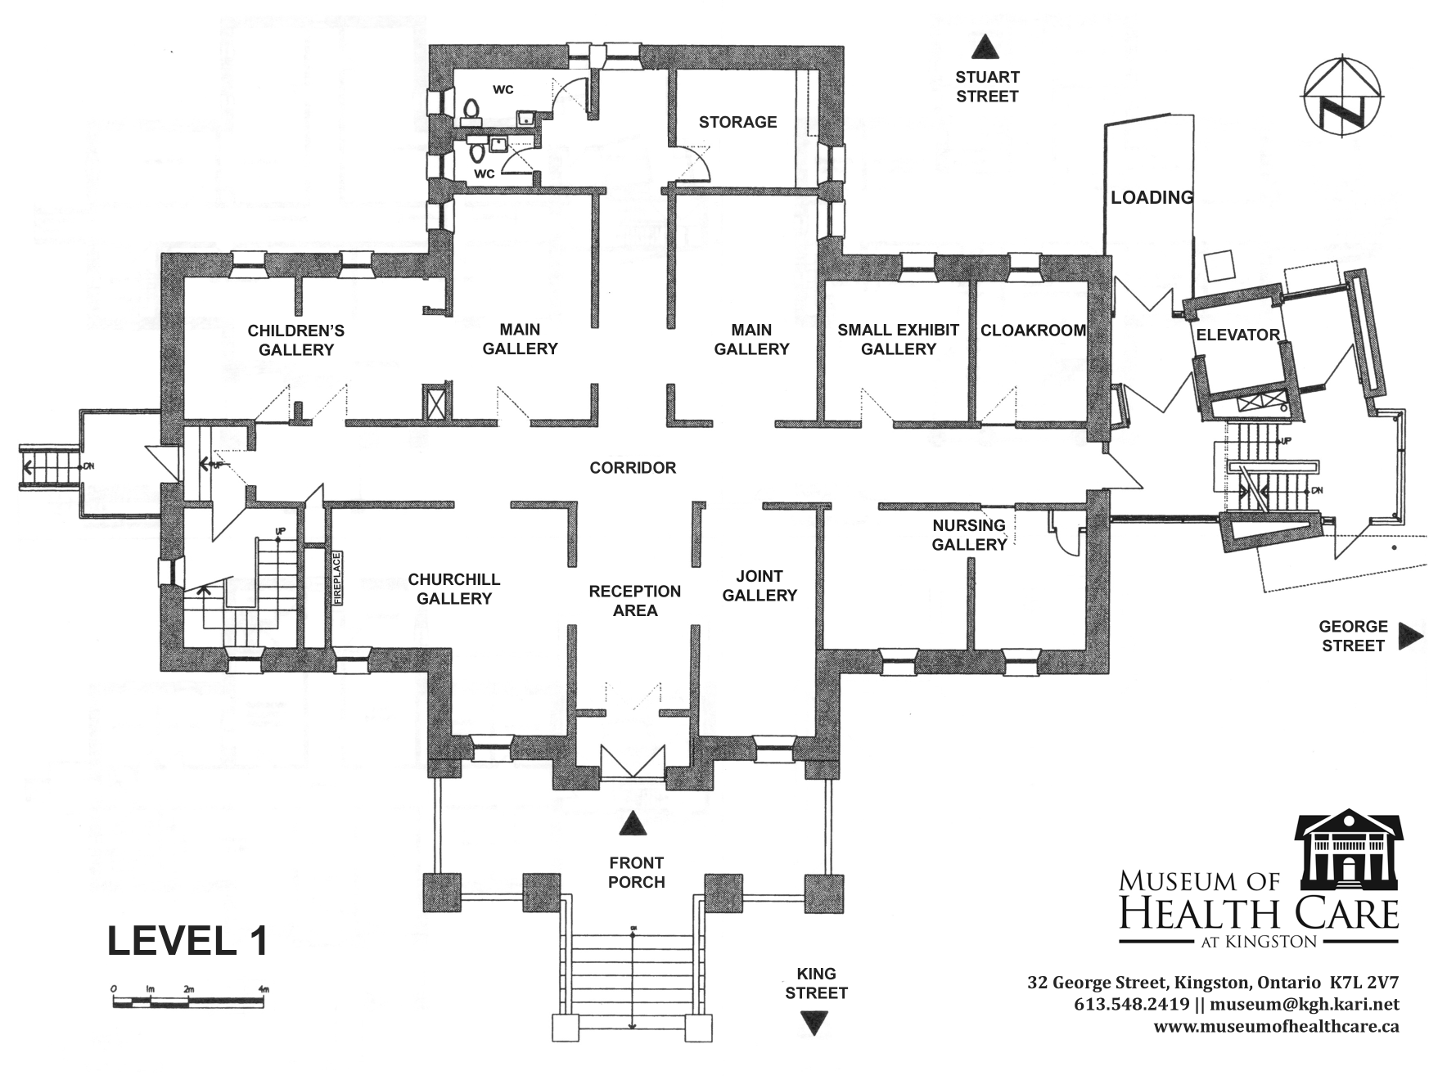 STUART
STREET
N
WC
STORAGE
WC
LOADING
CHILDREN'S
GALLERY
MAIN
GALLERY
MAIN
GALLERY
SMALL EXHIBIT
GALLERY
CLOAKROOM
ELEVATOR
CORRIDOR
DN
UP
UP
DN
UP
FIREPLACE
CHURCHILL
GALLERY
RECEPTION
AREA
JOINT
GALLERY
NURSING
GALLERY
GEORGE
STREET
FRONT
PORCH
DN
KING
STREET
LEVEL 1
0 1m 2m 4m
MUSEUM OF
HEALTH CARE
AT KINGSTON
32 George Street, Kingston, Ontario K7L 2V7
613.548.2419 || museum@kgh.kari.net
www.museumofhealthcare.ca